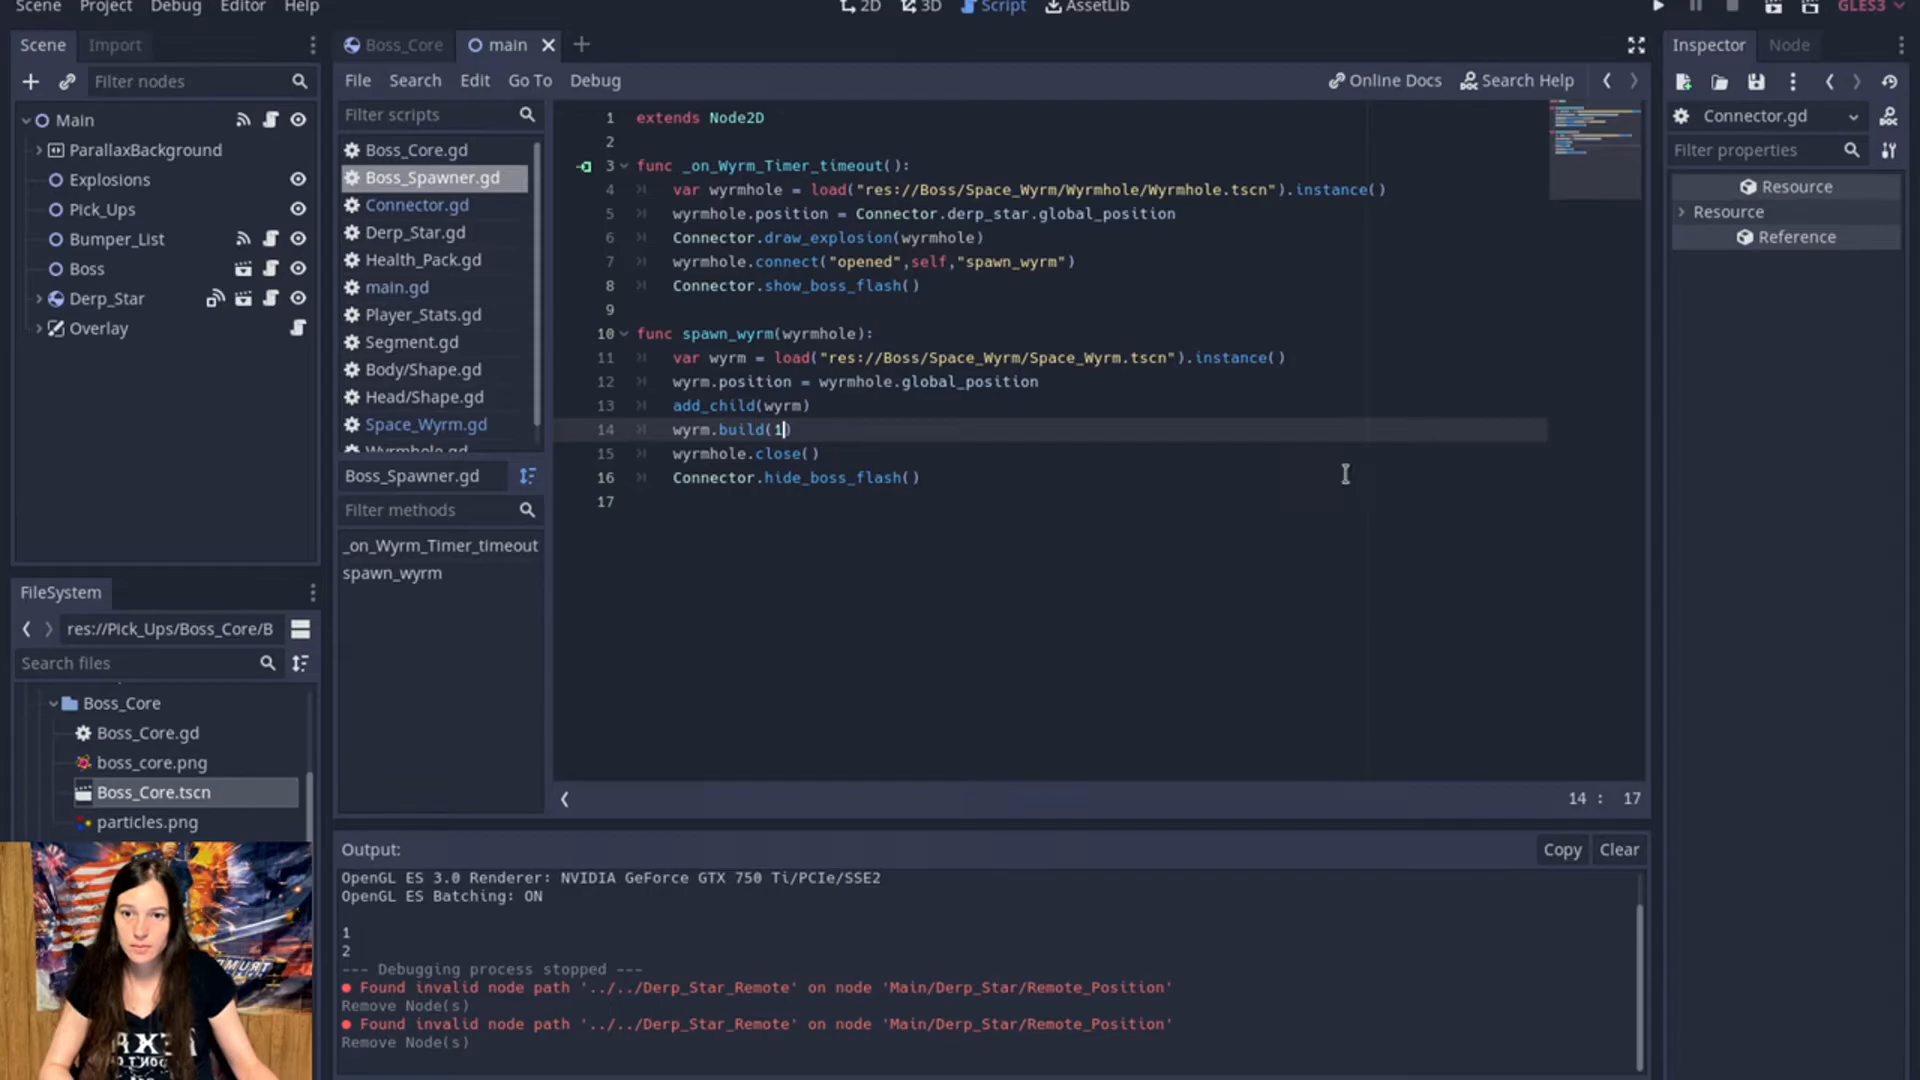 Scene Project Debug Editor Help
2D 3D Script AssetLib
GLES3
Scene Import
Filter nodes
Main
ParallaxBackground
Explosions
Pick_Ups
Bumper_List
Boss
Derp_Star
Overlay
FileSystem
res://Pick_Ups/Boss_Core/B
Search files
Boss_Core
Boss_Core.gd
boss_core.png
Boss_Core.tscn
particles.png
Boss_Core main
File Search Edit Go To Debug
Online Docs Search Help
Filter scripts
Boss_Core.gd
Boss_Spawner.gd
Connector.gd
Derp_Star.gd
Health_Pack.gd
main.gd
Player_Stats.gd
Segment.gd
Body/Shape.gd
Head/Shape.gd
Space_Wyrm.gd
Wyrmhole.gd
Boss_Spawner.gd
Filter methods
_on_Wyrm_Timer_timeout
spawn_wyrm
1 extends Node2D
2
3 func _on_Wyrm_Timer_timeout():
4 var wyrmhole = load("res://Boss/Space_Wyrm/Wyrmhole/Wyrmhole.tscn").instance()
5 wyrmhole.position = Connector.derp_star.global_position
6 Connector.draw_explosion(wyrmhole)
7 wyrmhole.connect("opened",self,"spawn_wyrm")
8 Connector.show_boss_flash()
9
10 func spawn_wyrm(wyrmhole):
11 var wyrm = load("res://Boss/Space_Wyrm/Space_Wyrm.tscn").instance()
12 wyrm.position = wyrmhole.global_position
13 add_child(wyrm)
14 wyrm.build(1)
15 wyrmhole.close()
16 Connector.hide_boss_flash()
17
14 : 17
Output:
Copy Clear
OpenGL ES 3.0 Renderer: NVIDIA GeForce GTX 750 Ti/PCIe/SSE2
OpenGL ES Batching: ON
1
2
--- Debugging process stopped ---
Found invalid node path '../../Derp_Star_Remote' on node 'Main/Derp_Star/Remote_Position'
Remove Node(s)
Found invalid node path '../../Derp_Star_Remote' on node 'Main/Derp_Star/Remote_Position'
Remove Node(s)
Inspector Node
Connector.gd
Filter properties
Resource
Resource
Reference